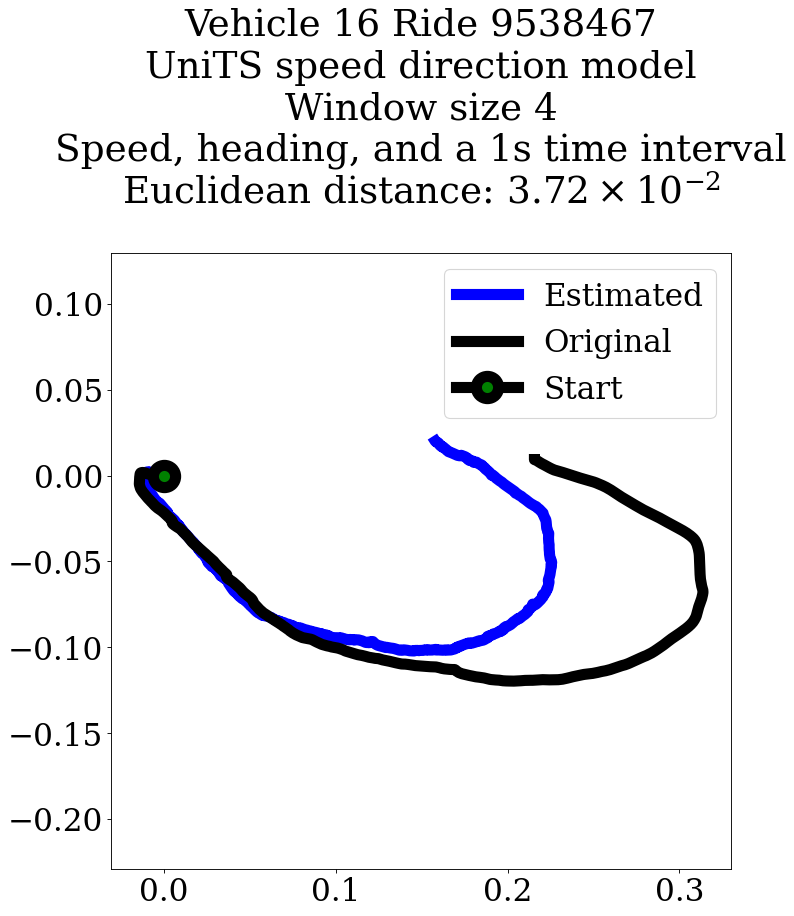 Vehicle 16 Ride 9538467
UniTS speed direction model
Window size 4
Speed, heading, and a 1s time interval
Euclidean distance: 3.72 × 10⁻²
Estimated
Original
Start
0.10
0.05
0.00
−0.05
−0.10
−0.15
−0.20
0.0 0.1 0.2 0.3